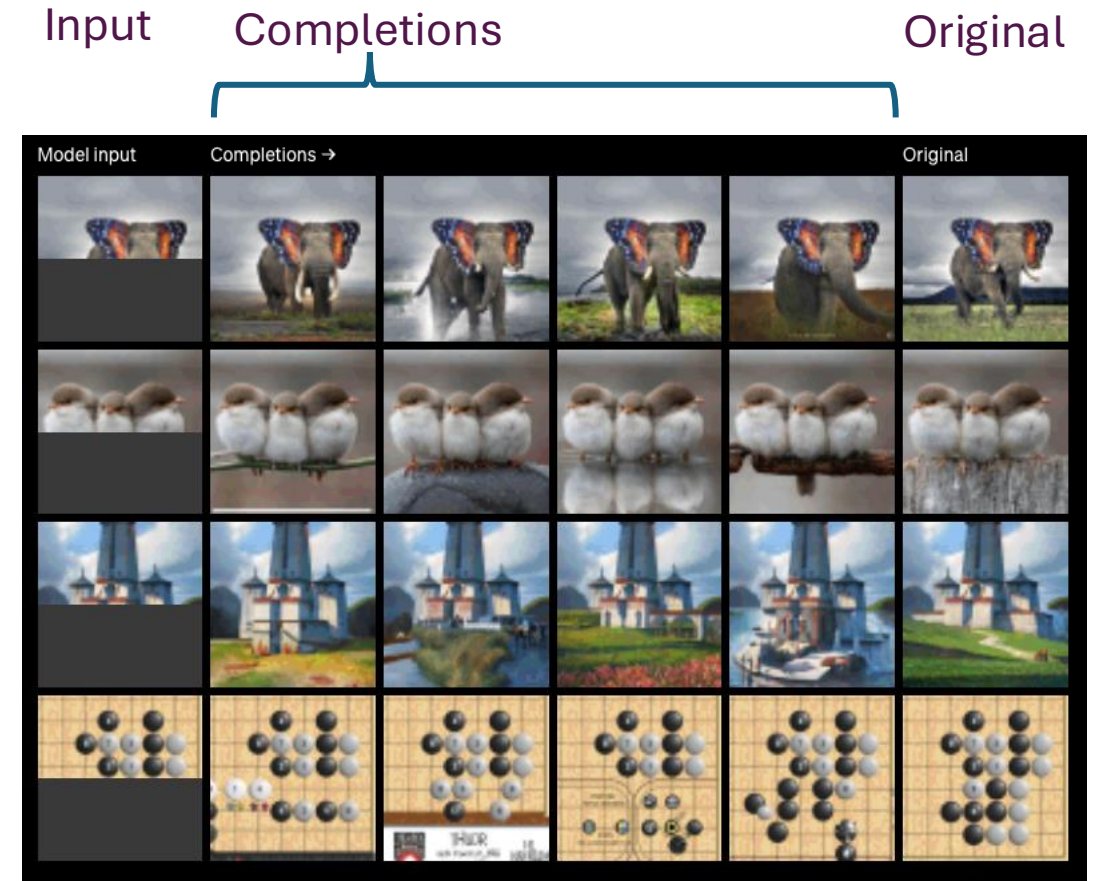 Input
Completions
Original
Model input
Completions →
Original